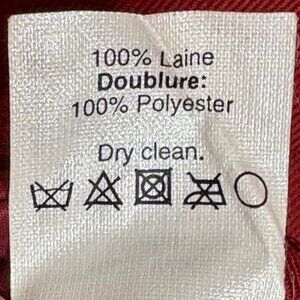 100% Laine
Doublure:
100% Polyester
Dry clean.